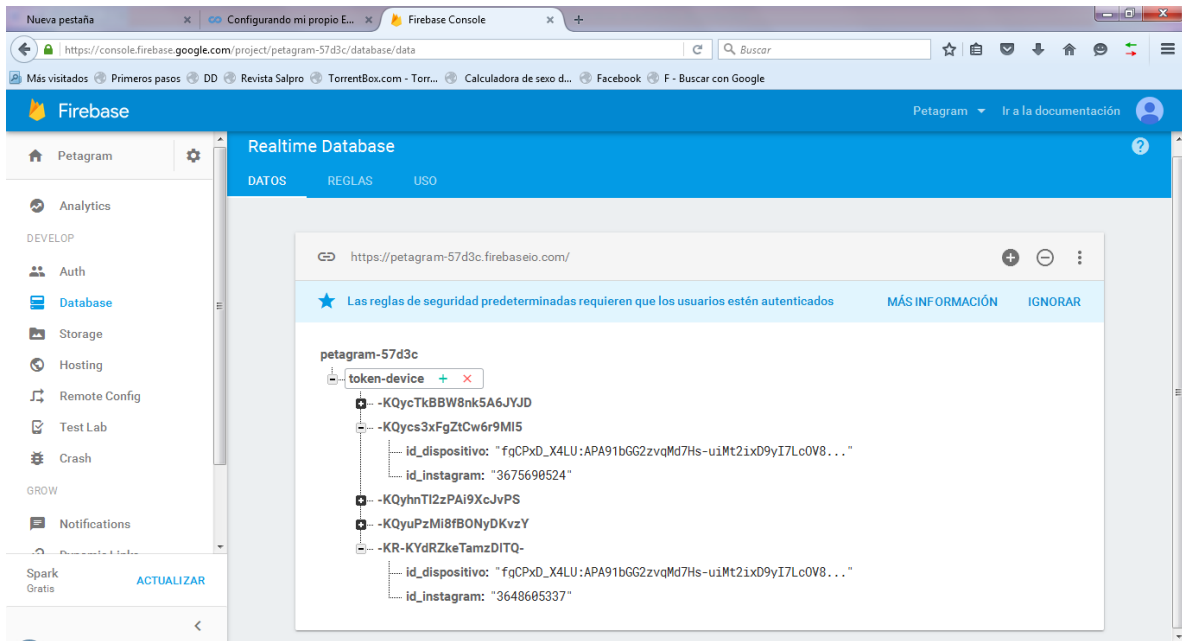 Nueva pestaña
Configurando mi propio E...
Firebase Console
https://console.firebase.google.com/project/petagram-57d3c/database/data
Buscar
Más visitados Primeros pasos DD Revista Salpro TorrentBox.com - Torr... Calculadora de sexo d... Facebook F - Buscar con Google
Firebase
Petagram Ir a la documentación
Petagram
Realtime Database
DATOS REGLAS USO
Analytics
DEVELOP
Auth
Database
Storage
Hosting
Remote Config
Test Lab
Crash
GROW
Notifications
Spark
Gratis
ACTUALIZAR
https://petagram-57d3c.firebaseio.com/
Las reglas de seguridad predeterminadas requieren que los usuarios estén autenticados MÁS INFORMACIÓN IGNORAR
petagram-57d3c
token-device
-KQycTkBBW8nk5A6JYJD
-KQycs3xFgZtCw6r9MI5
id_dispositivo: "fqCPxD_X4LU:APA91bGG2zvqMd7Hs-uiMt2ixD9yI7LcOV8..."
id_instagram: "3675690524"
-KQyhnTI2zPAi9XcJvPS
-KQyuPzMi8fBONyDKvzY
-KR-KYdRZkeTamzDITQ-
id_dispositivo: "fqCPxD_X4LU:APA91bGG2zvqMd7Hs-uiMt2ixD9yI7LcOV8..."
id_instagram: "3648605337"